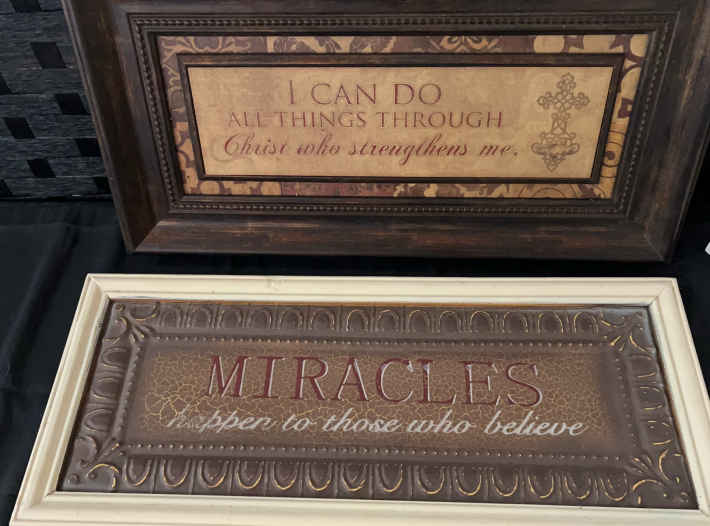 I CAN DO
ALL THINGS THROUGH
Christ who strengthens me.
MIRACLES
happen to those who believe